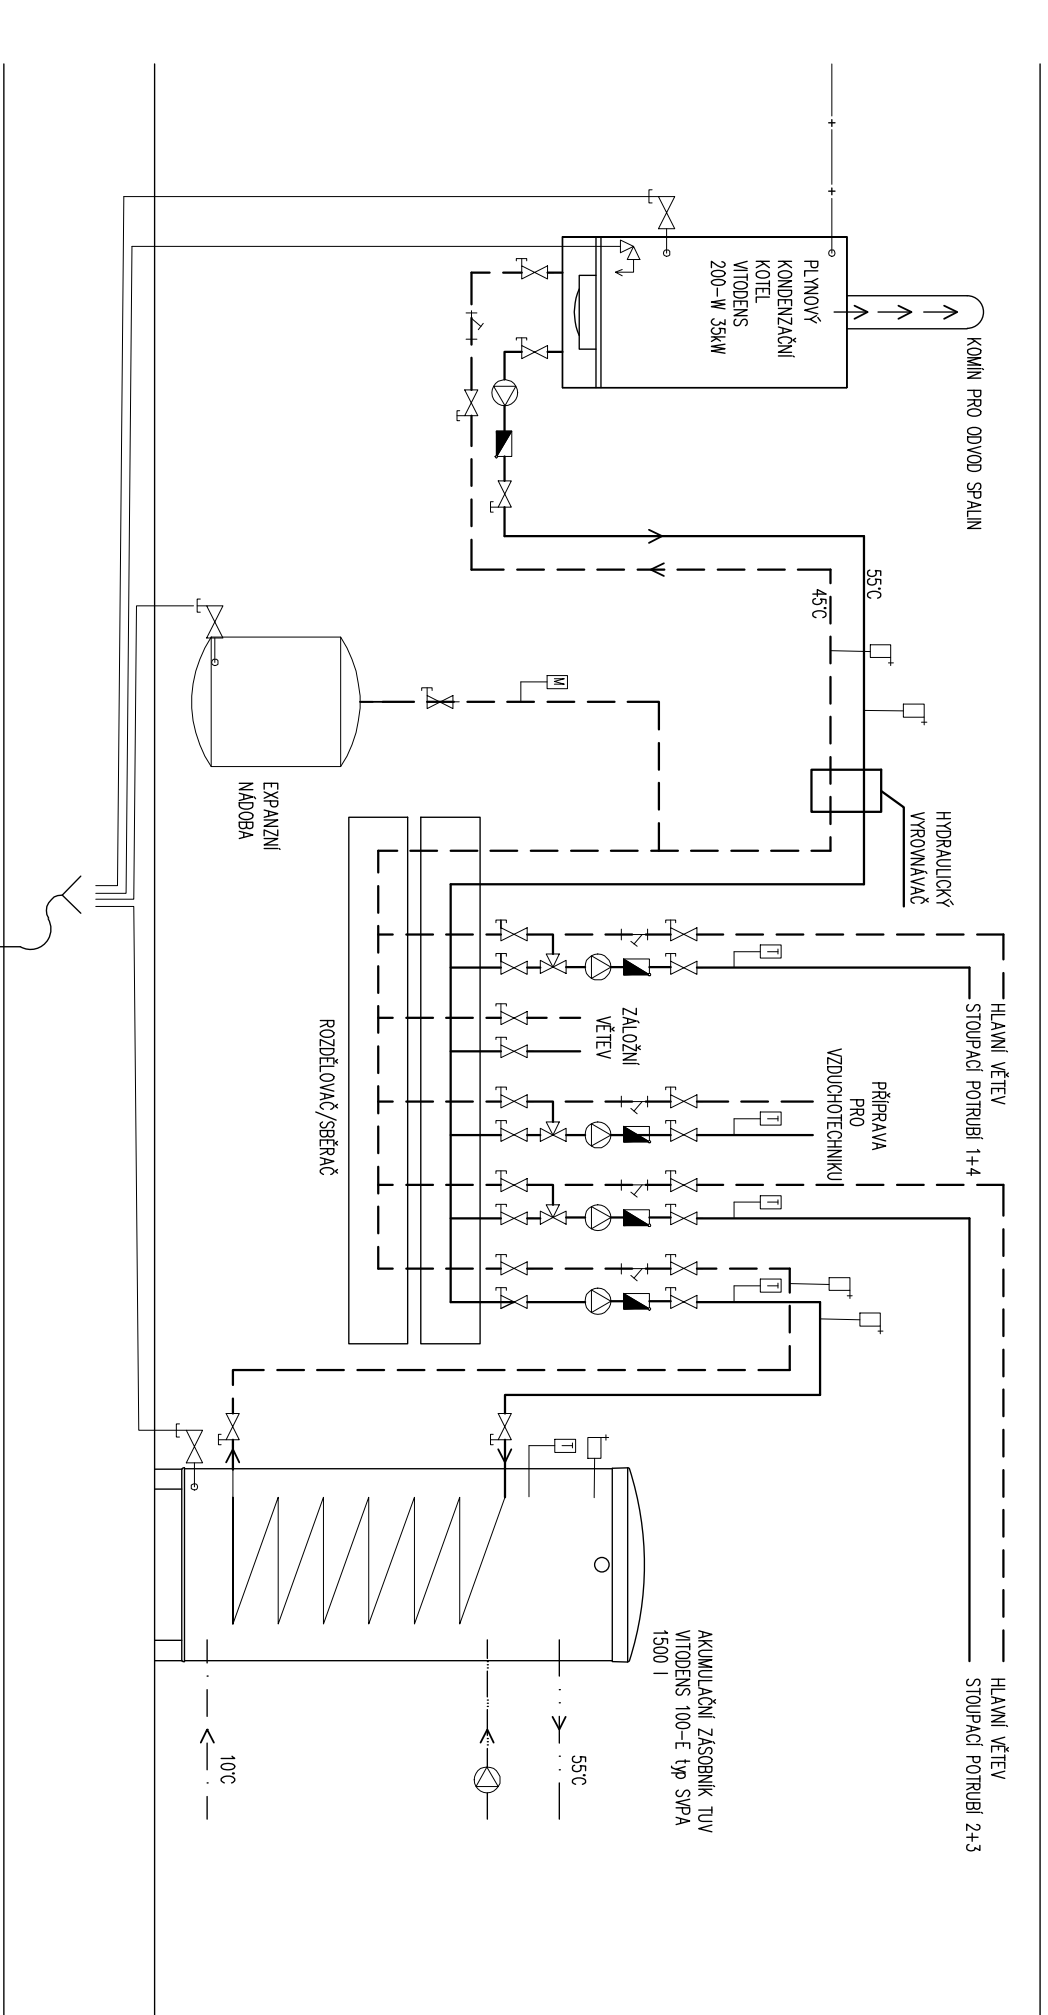 KOMÍN PRO ODVOD SPALIN
PLYNOVÝ
KONDENZAČNÍ
KOTEL
VITODENS
200-W 35kW
55°C
45°C
M
EXPANZNÍ
NÁDOBA
HYDRAULICKÝ
VYROVNÁVAČ
HLAVNÍ VĚTEV
STOUPACÍ POTRUBÍ 1+4
T
ZÁLOŽNÍ
VĚTEV
PŘÍPRAVA
PRO
VZDUCHOTECHNIKU
T
T
T
ROZDĚLOVAČ/SBĚRAČ
HLAVNÍ VĚTEV
STOUPACÍ POTRUBÍ 2+3
T
AKUMULAČNÍ ZÁSOBNÍK TUV
VITODENS 100-E typ SVPA
1500 l
55°C
10°C